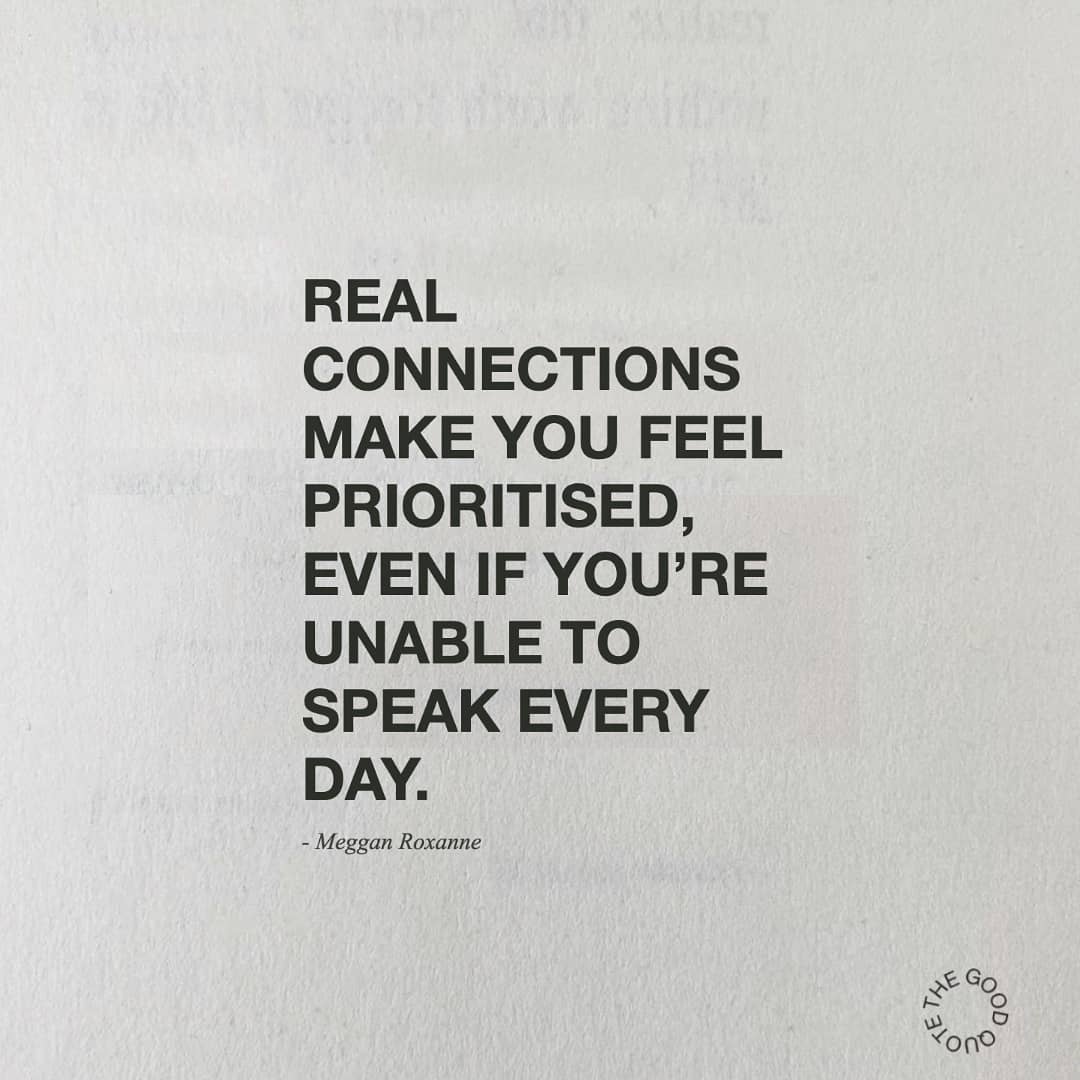 REAL
CONNECTIONS
MAKE YOU FEEL
PRIORITISED,
EVEN IF YOU’RE
UNABLE TO
SPEAK EVERY
DAY.
- Meggan Roxanne
THE GOOD QUOTE